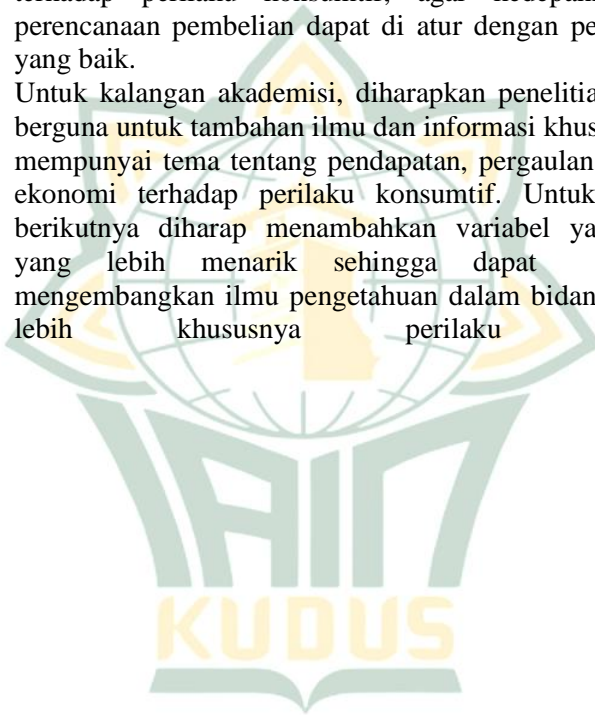 terhadap perilaku konsumtif, agar kedepan
perencanaan pembelian dapat di atur dengan pe
yang baik.
Untuk kalangan akademisi, diharapkan peneliti
berguna untuk tambahan ilmu dan informasi khus
mempunyai tema tentang pendapatan, pergaulan
ekonomi terhadap perilaku konsumtif. Untuk
berikutnya diharap menambahkan variabel ya
yang lebih menarik sehingga dapat
mengembangkan ilmu pengetahuan dalam bidan
lebih khususnya perilaku
IAIN
KUDUS